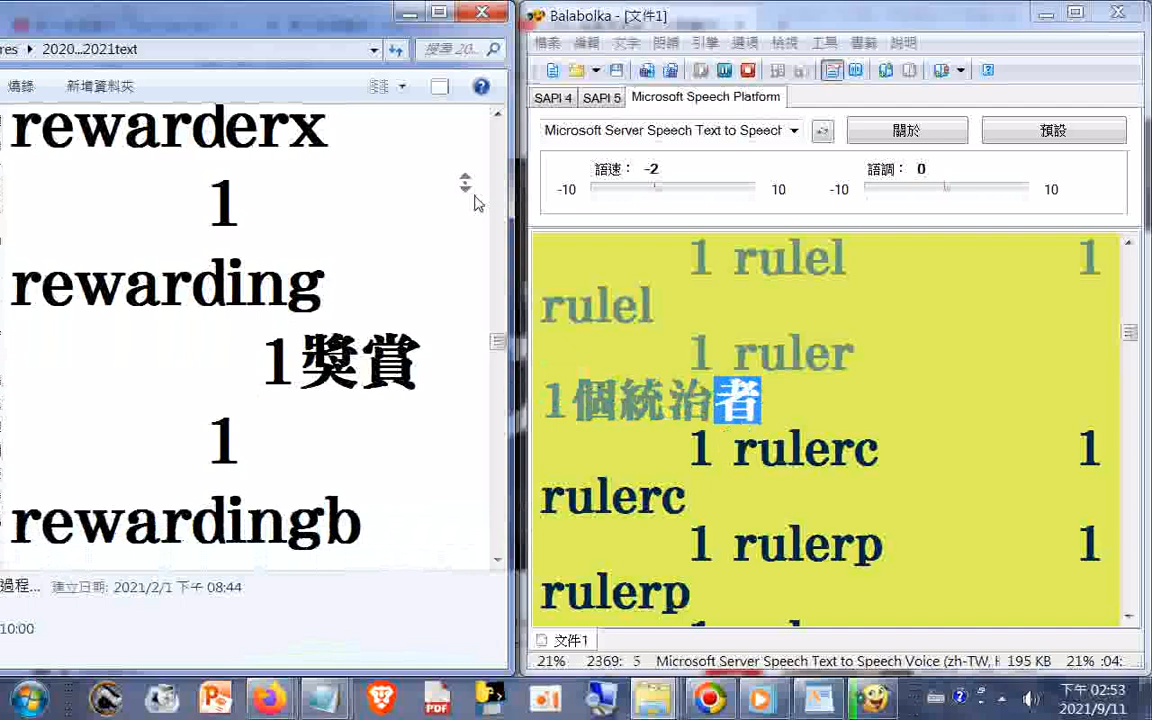 res ▸ 2020...2021text
搜尋 20...
燒錄 新增資料夾
rewarderx
1
rewarding
1獎賞
1
rewardingb
過程... 建立日期: 2021/2/1 下午 08:44
10:00
Balabolka - [文件1]
檔案 編輯 文字 閱讀 引擎 選項 檢視 工具 書籤 說明
SAPI 4 SAPI 5 Microsoft Speech Platform
Microsoft Server Speech Text to Speech
關於 預設
語速： -2 語調： 0
-10 10 -10 10
1 rulel 1
rulel
1 ruler
1個統治者
1 rulerc 1
rulerc
1 rulerp 1
rulerp
文件1
21% 2369: 5 Microsoft Server Speech Text to Speech Voice (zh-TW, H 195 KB 21% :04:
PDF
下午 02:53
2021/9/11